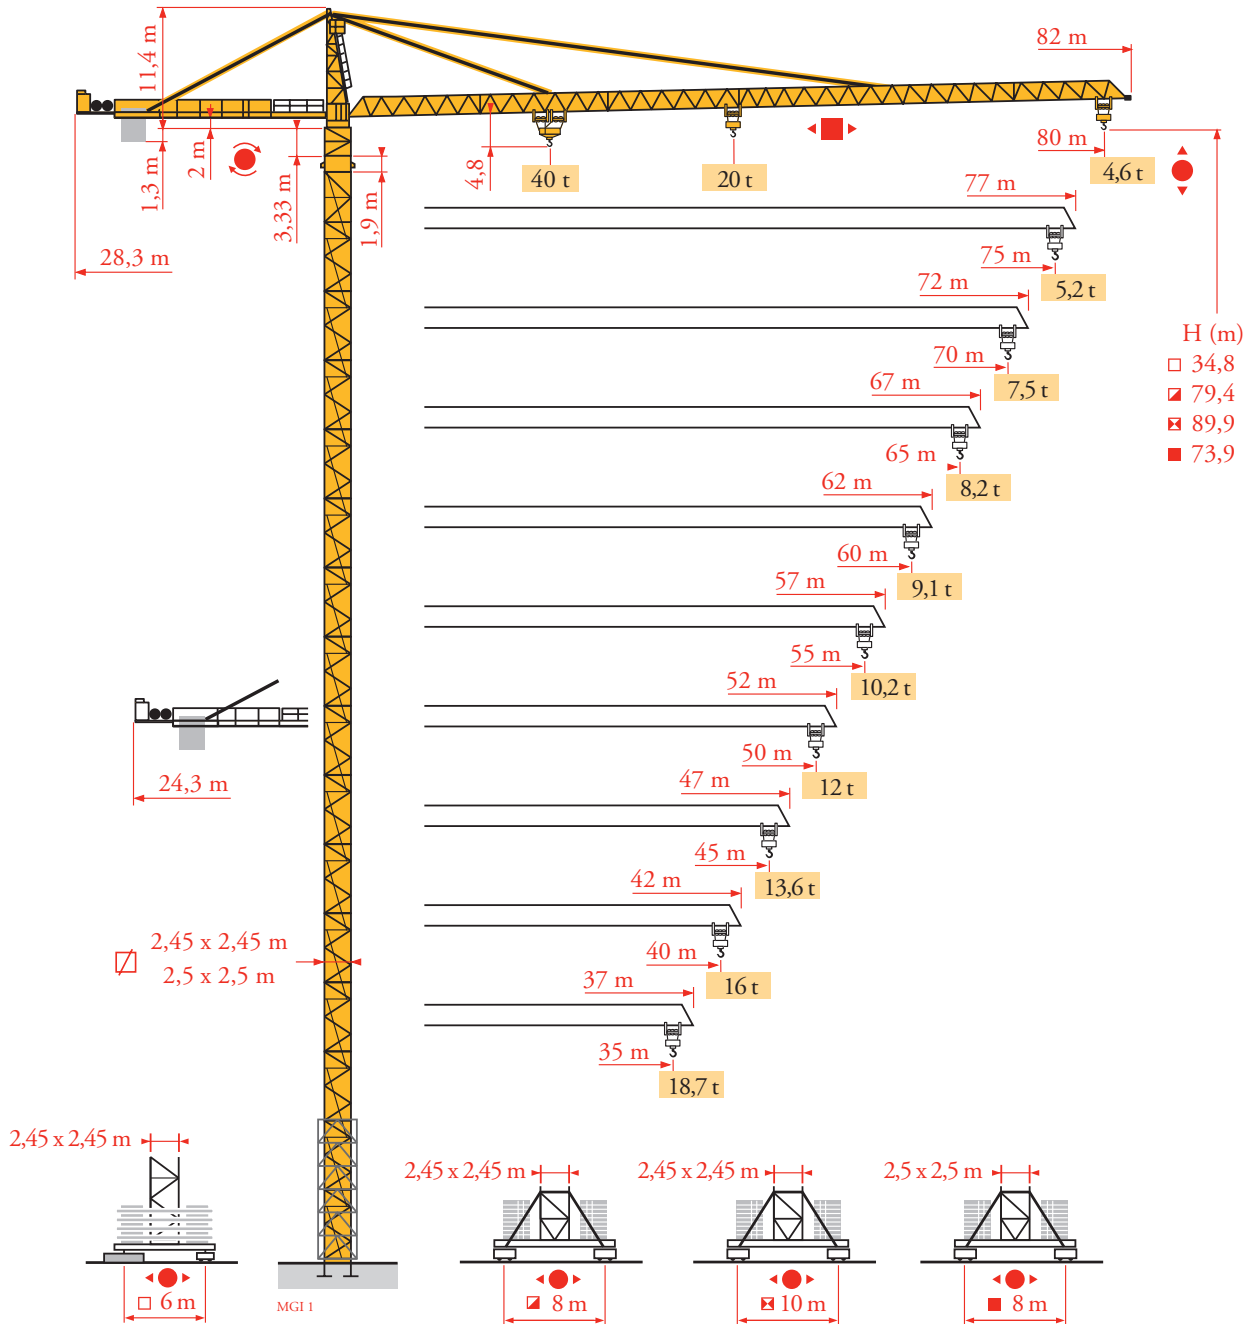 11,4 m
82 m
1,3 m
2 m
3,33 m
1,9 m
4,8
40 t
20 t
80 m
4,6 t
28,3 m
77 m
75 m
5,2 t
72 m
70 m
7,5 t
H (m)
34,8
79,4
89,9
73,9
67 m
65 m
8,2 t
62 m
60 m
9,1 t
57 m
55 m
10,2 t
52 m
50 m
12 t
24,3 m
47 m
45 m
13,6 t
42 m
40 m
16 t
2,45 x 2,45 m
2,5 x 2,5 m
37 m
35 m
18,7 t
2,45 x 2,45 m
2,45 x 2,45 m
2,45 x 2,45 m
2,5 x 2,5 m
6 m
MGI 1
8 m
10 m
8 m